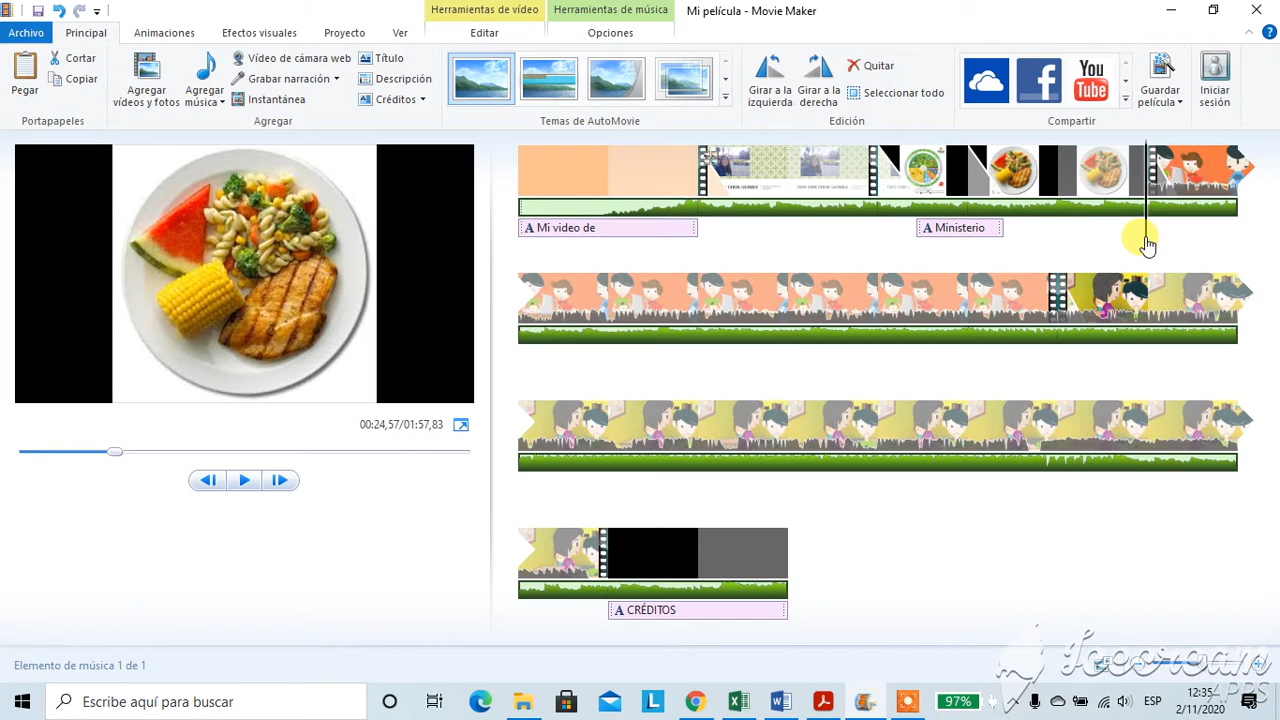 Herramientas de vídeo
Herramientas de música
Mi película - Movie Maker
Archivo
Principal
Animaciones
Efectos visuales
Proyecto
Ver
Editar
Opciones
Pegar
Cortar
Copiar
Portapapeles
Agregar
vídeos y fotos
Agregar
música
Vídeo de cámara web
Grabar narración
Instantánea
Título
Descripción
Créditos
Agregar
Temas de AutoMovie
Girar a la
izquierda
Girar a la
derecha
Quitar
Seleccionar todo
Edición
You
Tube
Compartir
Guardar
película
Iniciar
sesión
A Mi video de
A Ministerio
00:24,57/01:57,83
A CRÉDITOS
Elemento de música 1 de 1
Escribe aquí para buscar
97%
ESP
12:35
2/11/2020
APPS